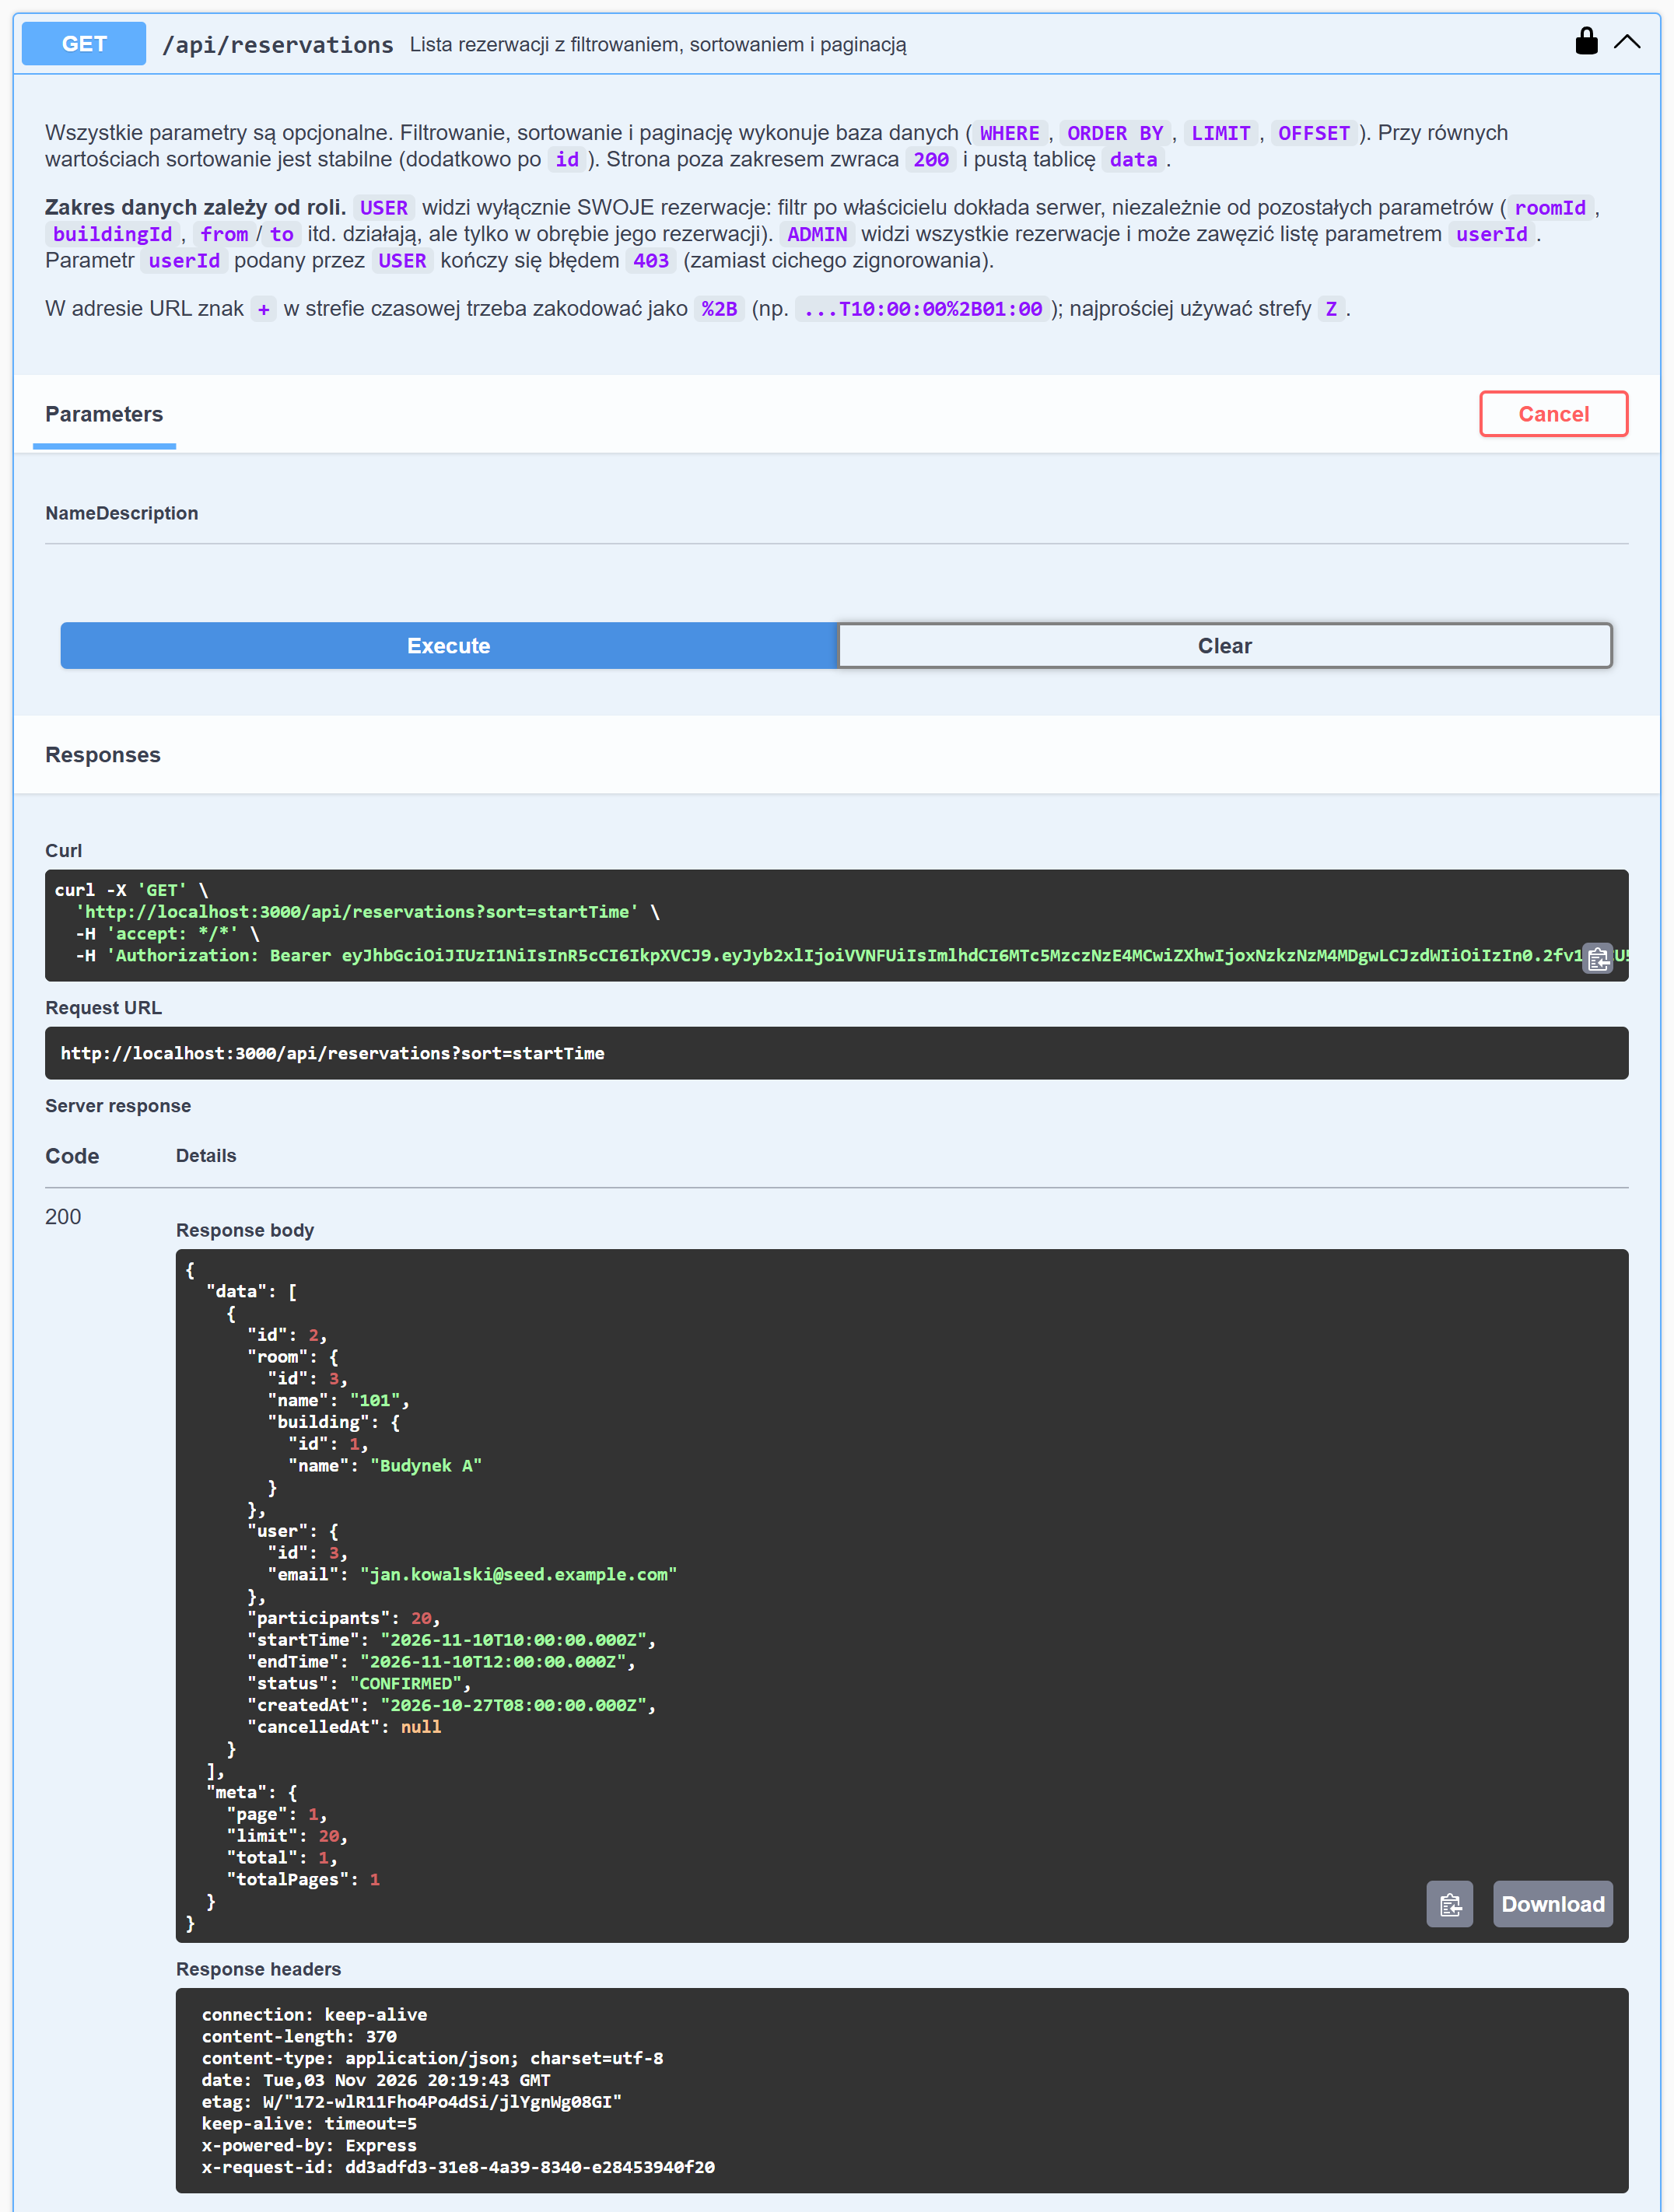 GET /api/reservations Lista rezerwacji z filtrowaniem, sortowaniem i paginacją
Wszystkie parametry są opcjonalne. Filtrowanie, sortowanie i paginację wykonuje baza danych ( WHERE , ORDER BY , LIMIT , OFFSET ). Przy równych
wartościach sortowanie jest stabilne (dodatkowo po id ). Strona poza zakresem zwraca 200 i pustą tablicę data .
Zakres danych zależy od roli. USER widzi wyłącznie SWOJE rezerwacje: filtr po właścicielu dokłada serwer, niezależnie od pozostałych parametrów ( roomId ,
buildingId , from / to itd. działają, ale tylko w obrębie jego rezerwacji). ADMIN widzi wszystkie rezerwacje i może zawęzić listę parametrem userId .
Parametr userId podany przez USER kończy się błędem 403 (zamiast cichego zignorowania).
W adresie URL znak + w strefie czasowej trzeba zakodować jako %2B (np. ...T10:00:00%2B01:00 ); najprościej używać strefy Z .
Parameters
Cancel
NameDescription
Execute
Clear
Responses
Curl
curl -X 'GET' \
'http://localhost:3000/api/reservations?sort=startTime' \
-H 'accept: */*' \
-H 'Authorization: Bearer eyJhbGciOiJIUzI1NiIsInR5cCI6IkpXVCJ9.eyJyb2xlIjoiVVNFUiIsImlhdCI6MTc5MzczNzE4MCwiZXhwIjoxNzkzNzM4MDgwLCJzdWIiOiIzIn0.2fv1
Request URL
http://localhost:3000/api/reservations?sort=startTime
Server response
Code Details
200
Response body
{
"data": [
{
"id": 2,
"room": {
"id": 3,
"name": "101",
"building": {
"id": 1,
"name": "Budynek A"
}
},
"user": {
"id": 3,
"email": "jan.kowalski@seed.example.com"
},
"participants": 20,
"startTime": "2026-11-10T10:00:00.000Z",
"endTime": "2026-11-10T12:00:00.000Z",
"status": "CONFIRMED",
"createdAt": "2026-10-27T08:00:00.000Z",
"cancelledAt": null
}
],
"meta": {
"page": 1,
"limit": 20,
"total": 1,
"totalPages": 1
}
}
Download
Response headers
connection: keep-alive
content-length: 370
content-type: application/json; charset=utf-8
date: Tue,03 Nov 2026 20:19:43 GMT
etag: W/"172-wlR11Fho4Po4dSi/jlYgnWg08GI"
keep-alive: timeout=5
x-powered-by: Express
x-request-id: dd3adfd3-31e8-4a39-8340-e28453940f20